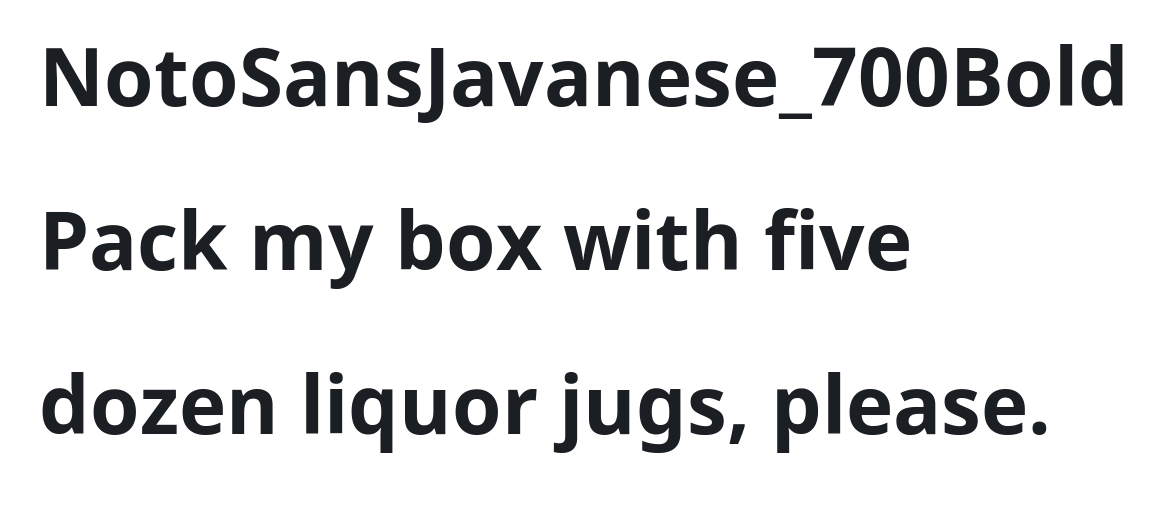 NotoSansJavanese_700Bold
Pack my box with five
dozen liquor jugs, please.